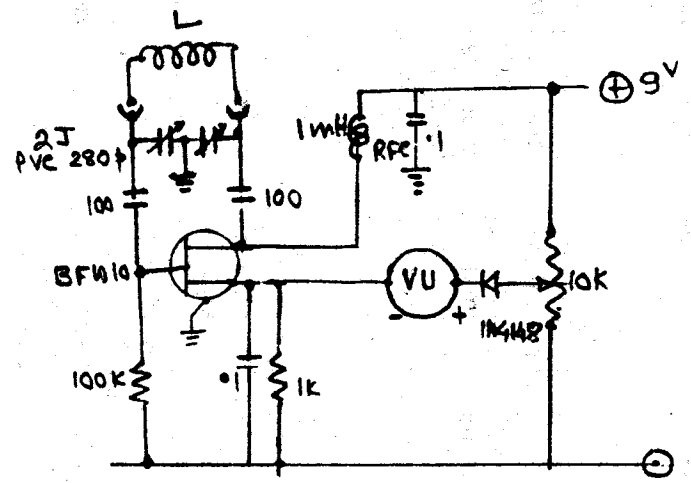 L
+ 9V
1mH
RFC
.1
2J
PVC 280p
100
100
BFW10
VU
- +
10K
1N4148
100K
.1
1K
-